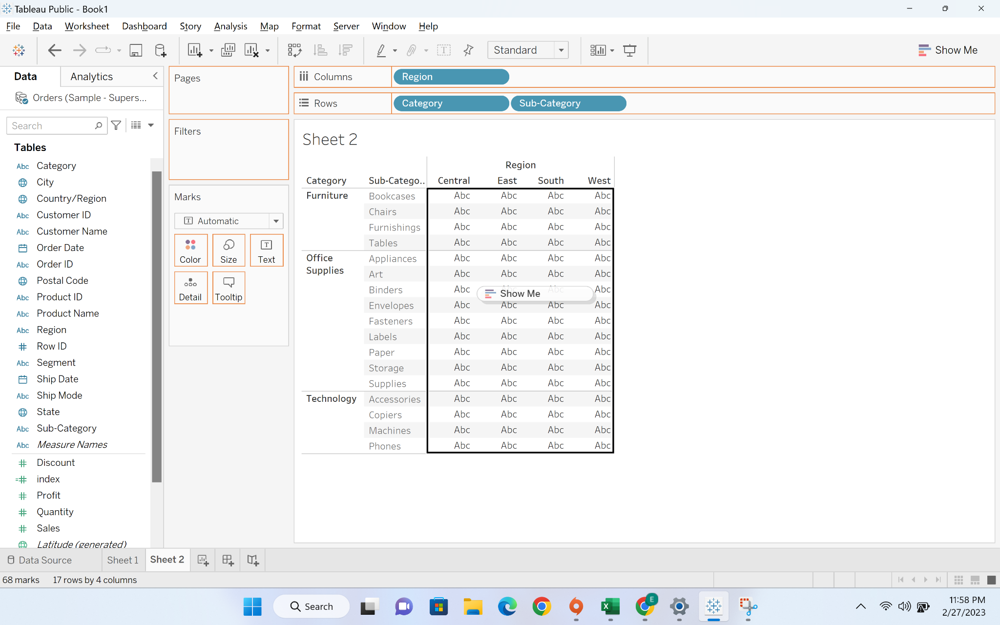 Tableau Public - Book1
File Data Worksheet Dashboard Story Analysis Map Format Server Window Help
Standard
Show Me
Data Analytics
Orders (Sample - Supers...
Search
Tables
Abc Category
City
Country/Region
Abc Customer ID
Abc Customer Name
Order Date
Abc Order ID
Postal Code
Abc Product ID
Abc Product Name
Abc Region
# Row ID
Abc Segment
Ship Date
Abc Ship Mode
State
Abc Sub-Category
Abc Measure Names
# Discount
=# index
# Profit
# Quantity
# Sales
Latitude (generated)
Pages
Filters
Marks
T Automatic
Color Size T Text
Detail Tooltip
Columns Region
Rows Category Sub-Category
Sheet 2
Region
Category Sub-Catego.. Central East South West
Furniture Bookcases Abc Abc Abc Abc
Chairs Abc Abc Abc Abc
Furnishings Abc Abc Abc Abc
Tables Abc Abc Abc Abc
Office Supplies Appliances Abc Abc Abc Abc
Art Abc Abc Abc Abc
Binders Abc Abc Abc Abc
Show Me
Envelopes Abc Abc Abc Abc
Fasteners Abc Abc Abc Abc
Labels Abc Abc Abc Abc
Paper Abc Abc Abc Abc
Storage Abc Abc Abc Abc
Supplies Abc Abc Abc Abc
Technology Accessories Abc Abc Abc Abc
Copiers Abc Abc Abc Abc
Machines Abc Abc Abc Abc
Phones Abc Abc Abc Abc
Data Source Sheet 1 Sheet 2
68 marks 17 rows by 4 columns
Search
E
11:58 PM
2/27/2023